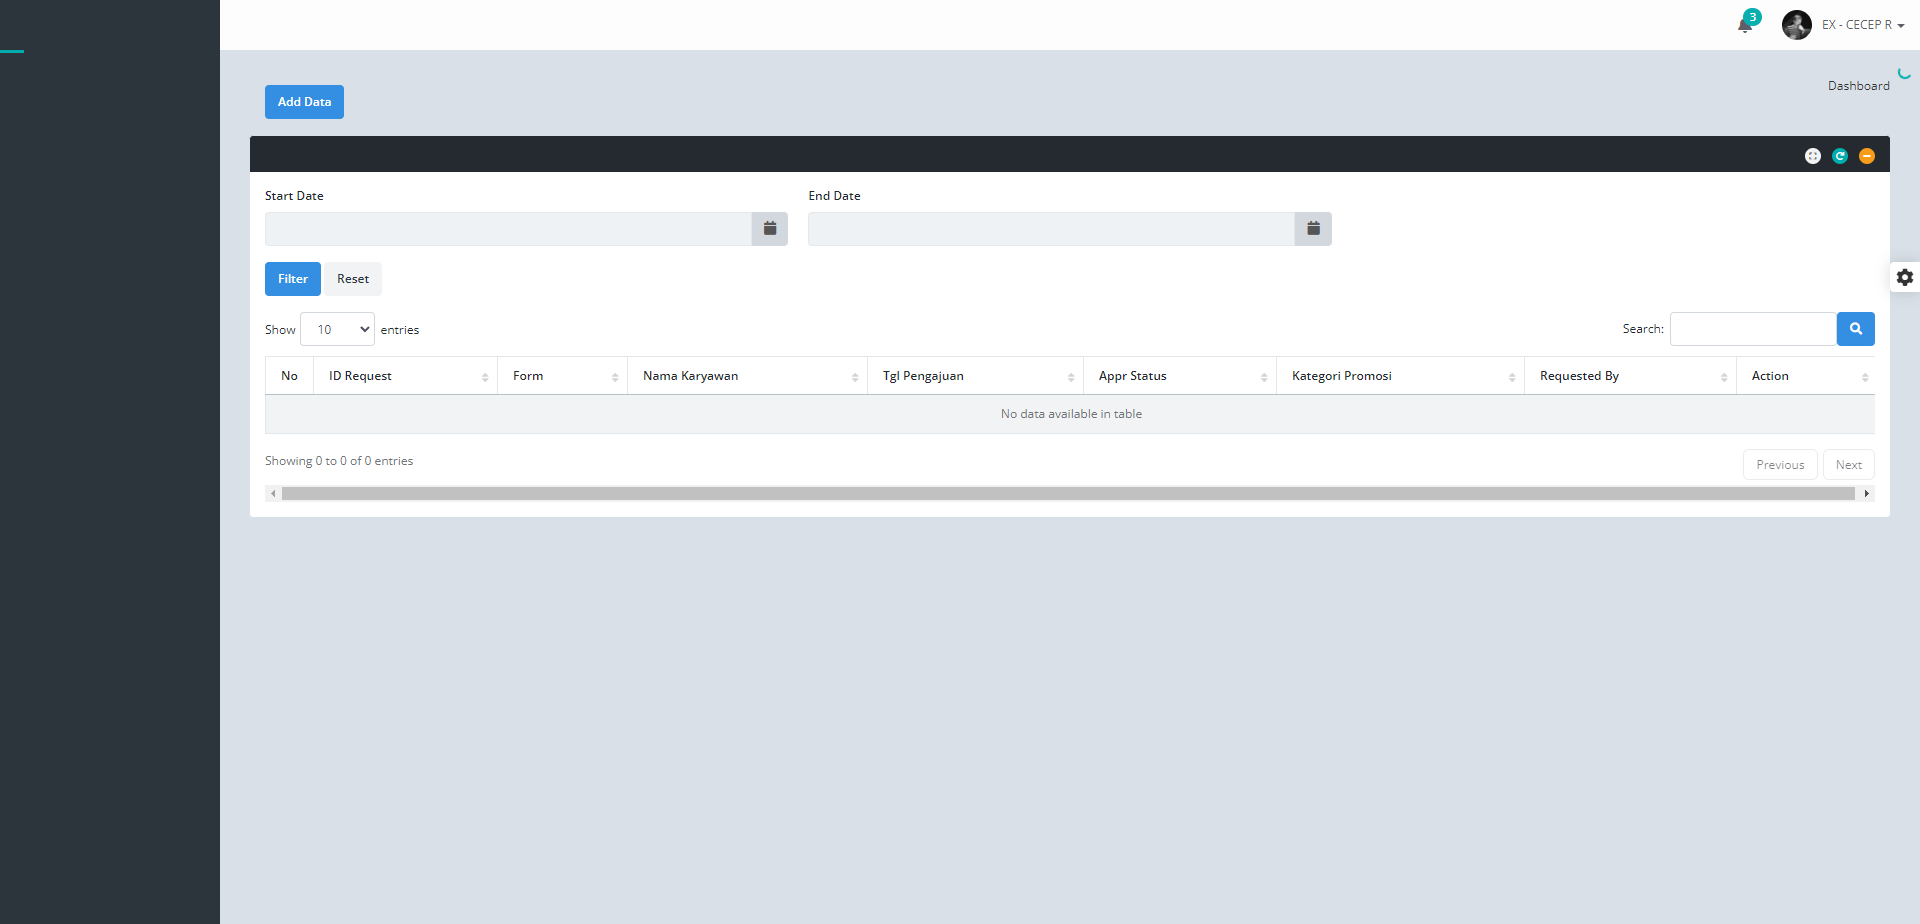 3
EX - CECEP R
Dashboard
Add Data
Start Date
End Date
Filter
Reset
Show 10 entries
Search:
No ID Request Form Nama Karyawan Tgl Pengajuan Appr Status Kategori Promosi Requested By Action
No data available in table
Showing 0 to 0 of 0 entries
Previous Next